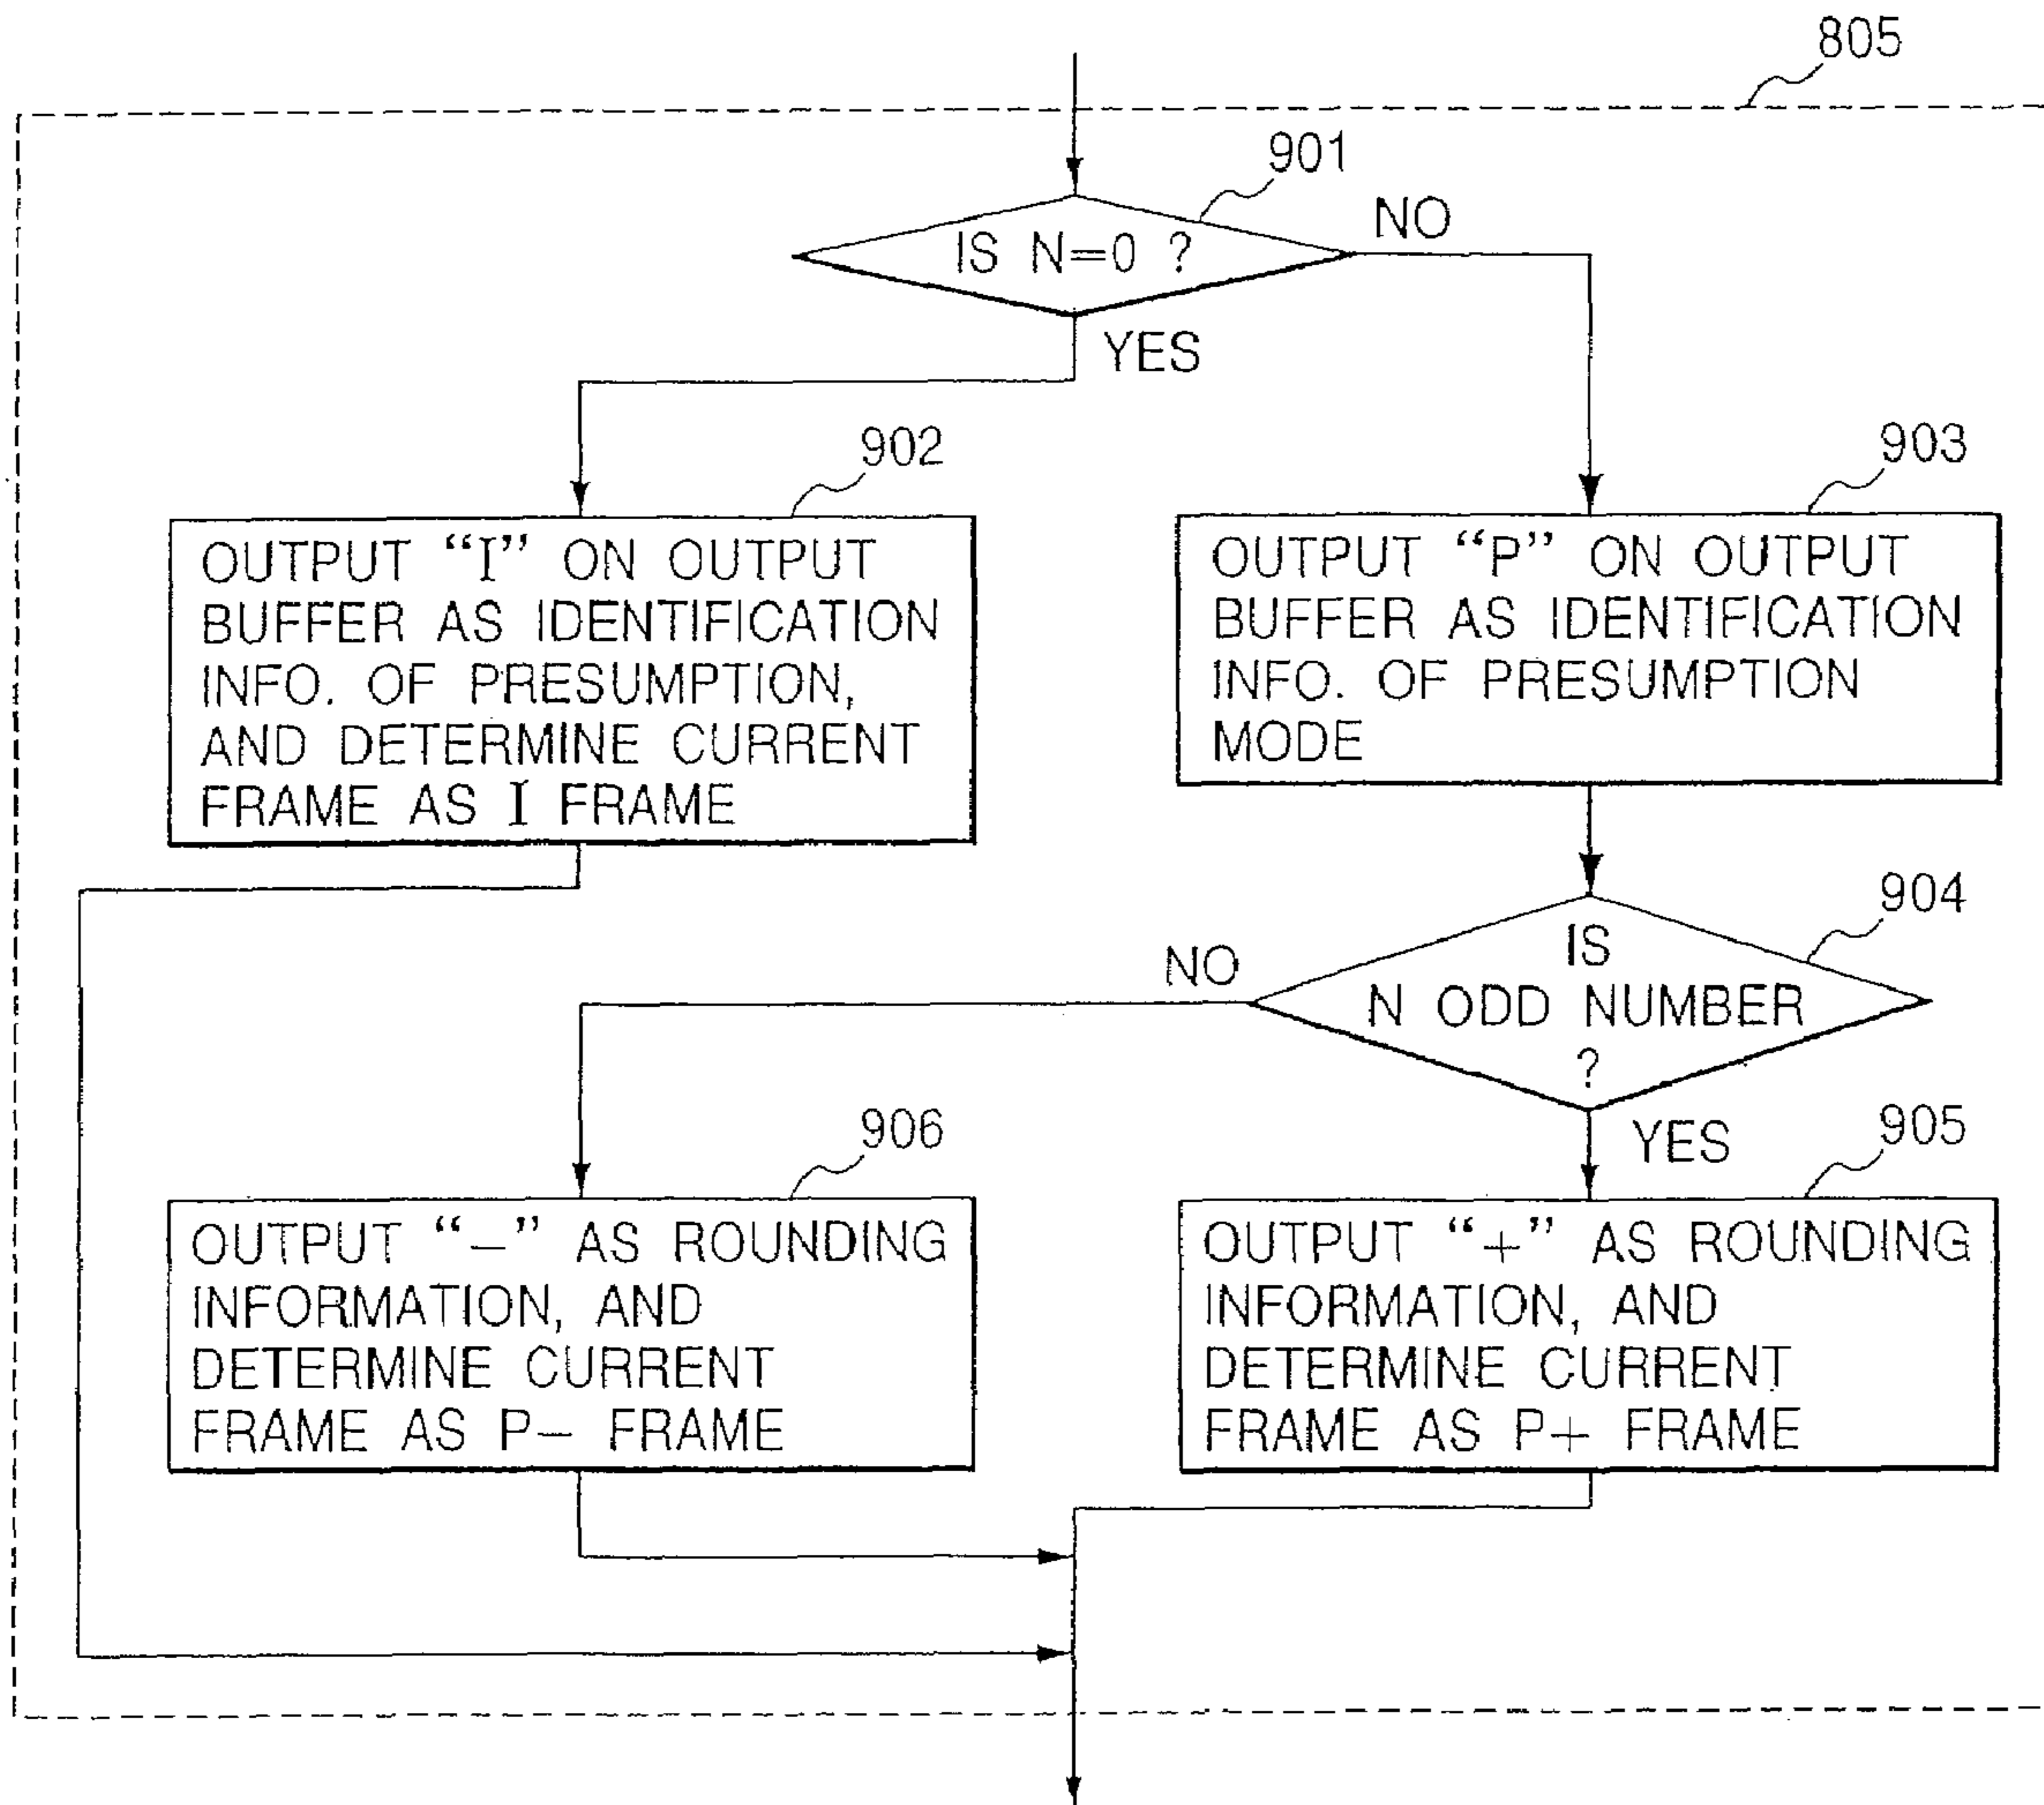 805
901
IS N=0 ?
NO
YES
902
OUTPUT “I” ON OUTPUT
BUFFER AS IDENTIFICATION
INFO. OF PRESUMPTION,
AND DETERMINE CURRENT
FRAME AS I FRAME
903
OUTPUT “P” ON OUTPUT
BUFFER AS IDENTIFICATION
INFO. OF PRESUMPTION
MODE
904
IS
N ODD NUMBER
?
NO
YES
906
OUTPUT “−” AS ROUNDING
INFORMATION, AND
DETERMINE CURRENT
FRAME AS P− FRAME
905
OUTPUT “+” AS ROUNDING
INFORMATION, AND
DETERMINE CURRENT
FRAME AS P+ FRAME